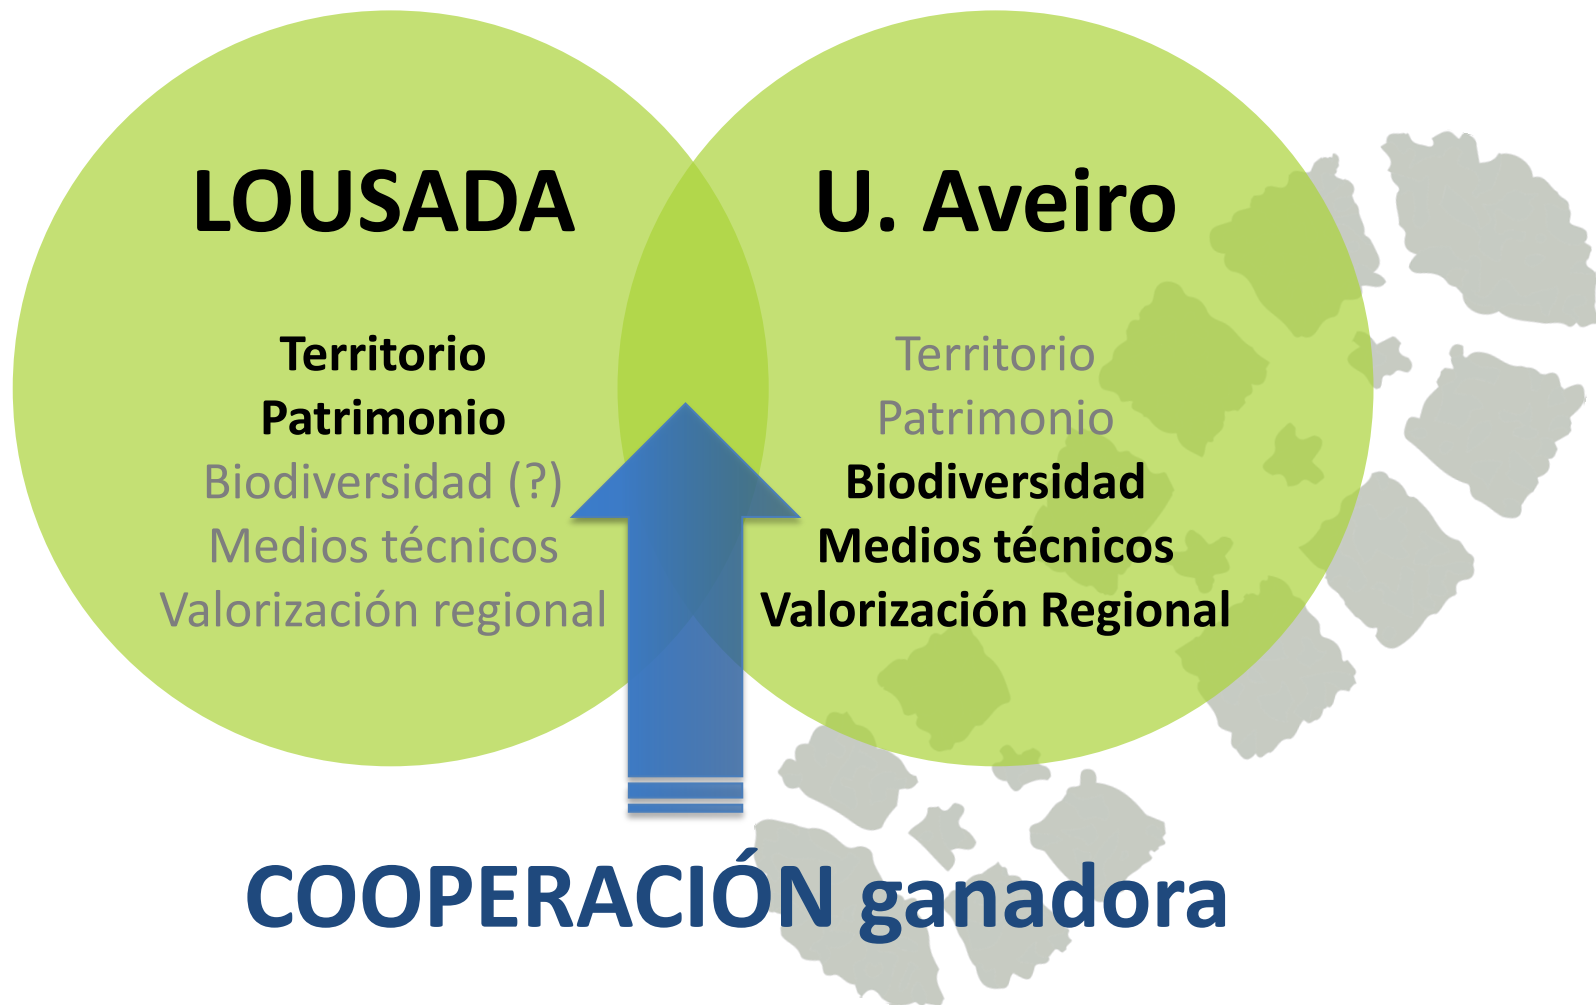 LOUSADA
Territorio
Patrimonio
Biodiversidad (?)
Medios técnicos
Valorización regional
U. Aveiro
Territorio
Patrimonio
Biodiversidad
Medios técnicos
Valorización Regional
COOPERACIÓN ganadora